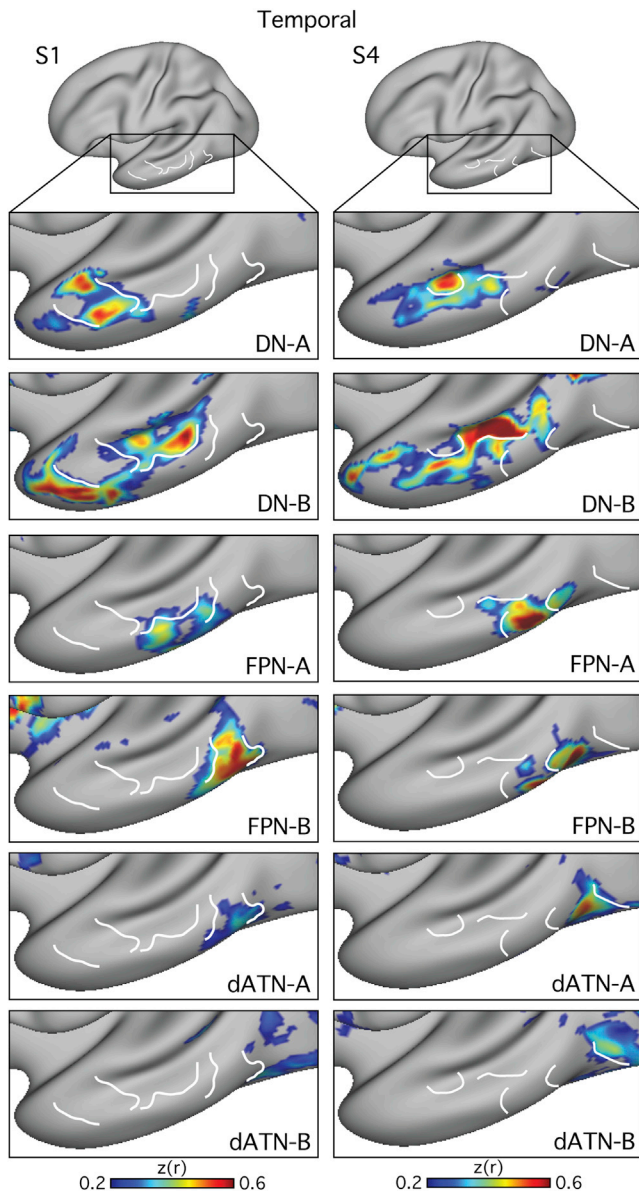 Temporal
S1 S4
DN-A DN-A
DN-B DN-B
FPN-A FPN-A
FPN-B FPN-B
dATN-A dATN-A
dATN-B dATN-B
z(r) z(r)
0.2 0.6 0.2 0.6